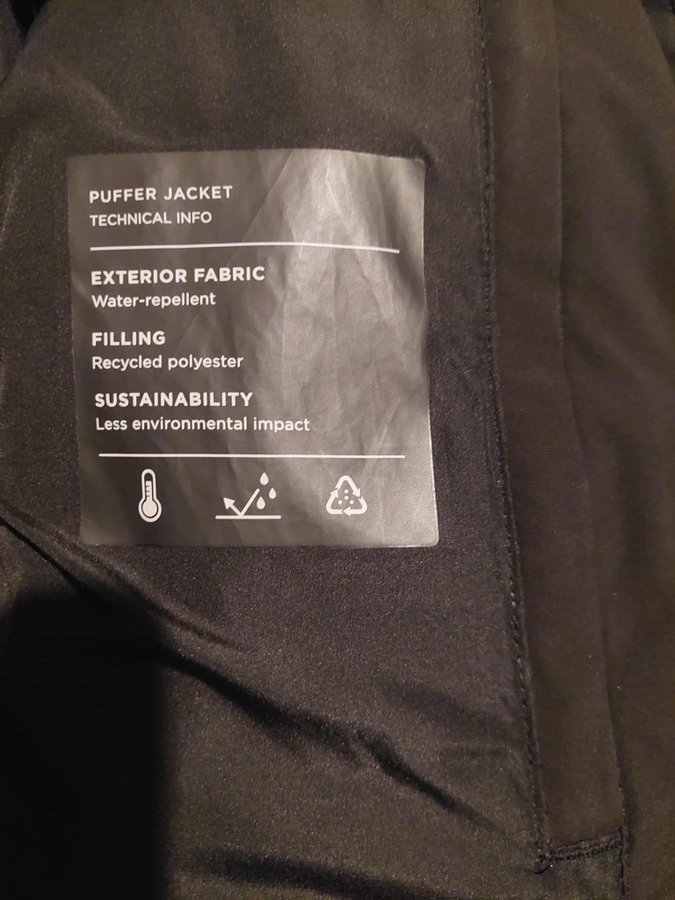 PUFFER JACKET
TECHNICAL INFO
EXTERIOR FABRIC
Water-repellent
FILLING
Recycled polyester
SUSTAINABILITY
Less environmental impact